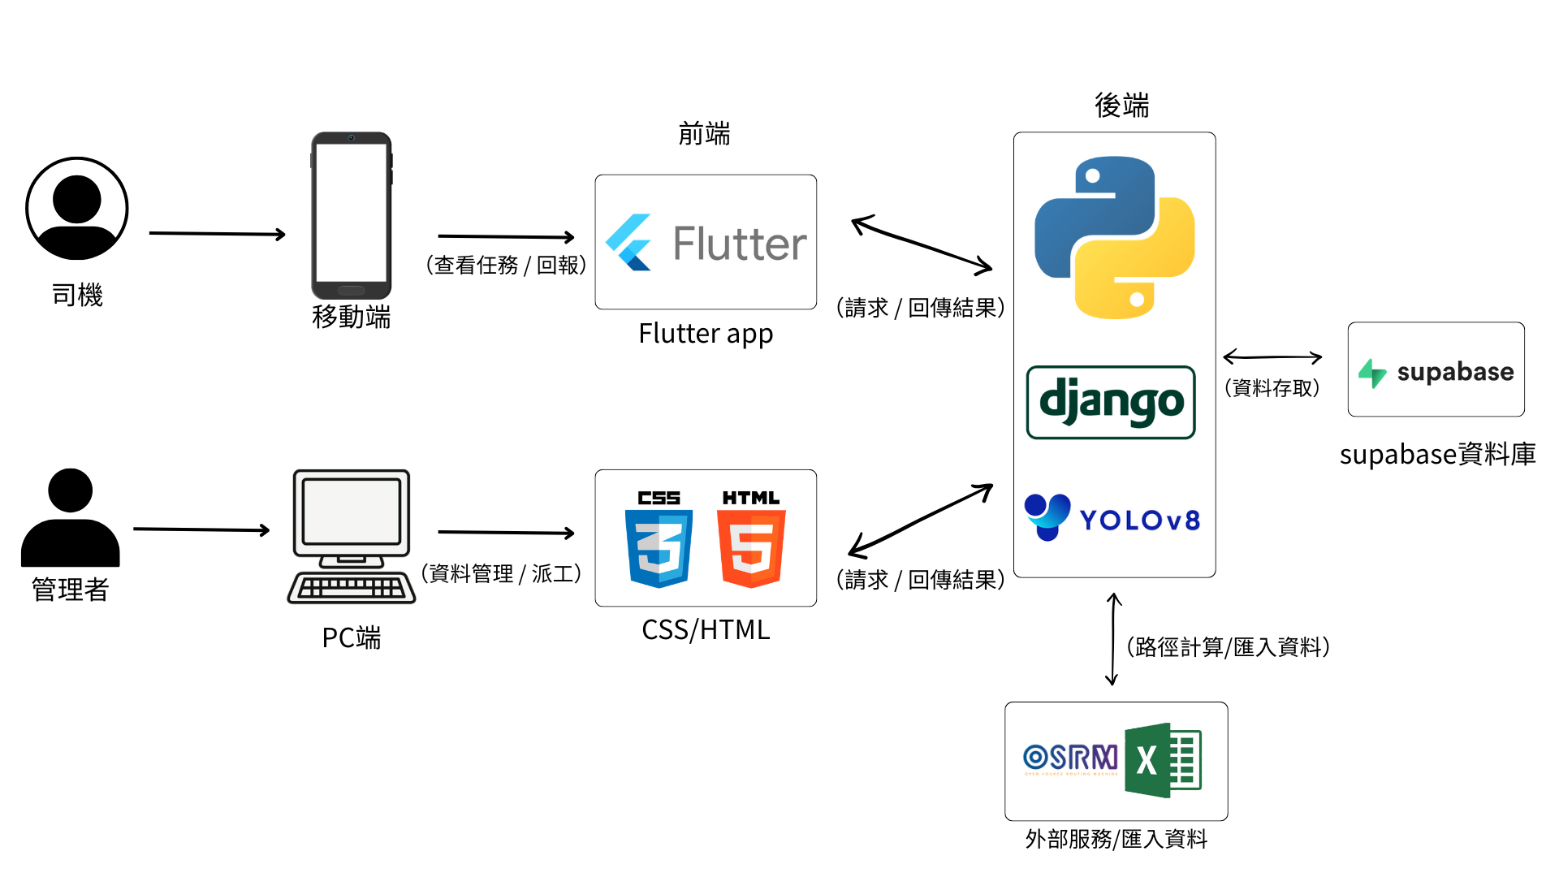 後端
前端
Flutter
司機
移動端
(查看任務 / 回報)
Flutter app
(請求 / 回傳結果)
django
supabase
(資料存取)
supabase資料庫
CSS
HTML
YOLOv8
管理者
PC端
(資料管理 / 派工)
CSS/HTML
(請求 / 回傳結果)
(路徑計算/匯入資料)
OSRM
OPEN SOURCE ROUTING MACHINE
X
外部服務/匯入資料